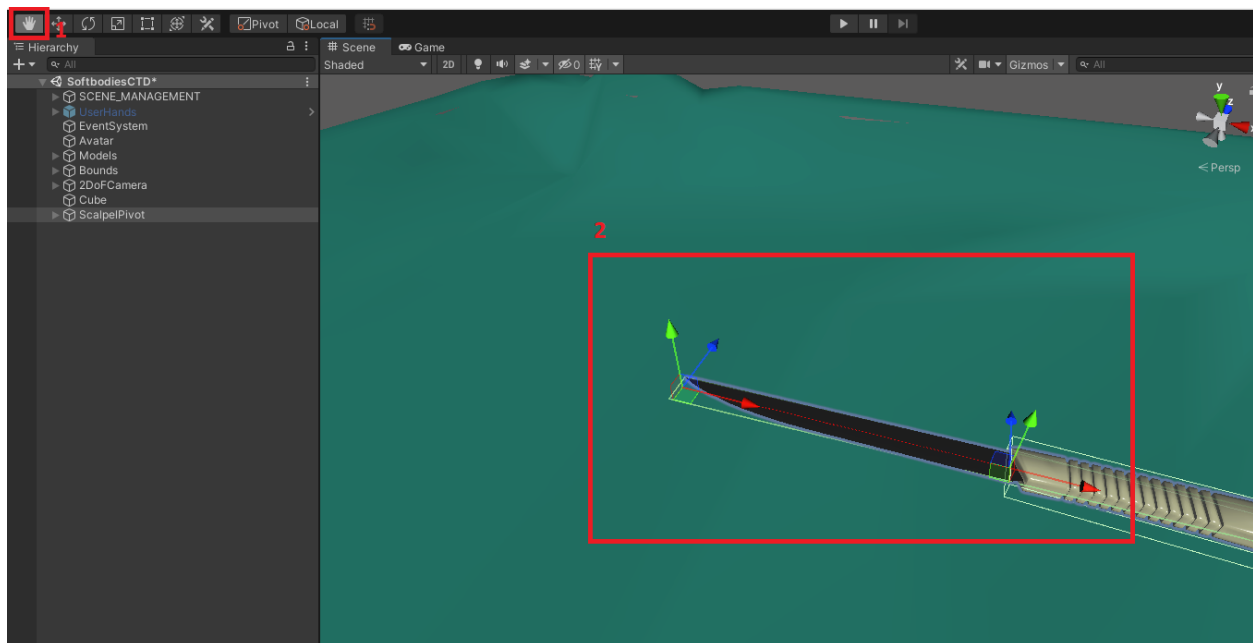 1
Pivot Local
Hierarchy
All
SoftbodiesCTD*
SCENE_MANAGEMENT
UserHands
EventSystem
Avatar
Models
Bounds
2DoFCamera
Cube
ScalpelPivot
Scene Game
Shaded 2D 0 Gizmos All
y
z
x
Persp
2